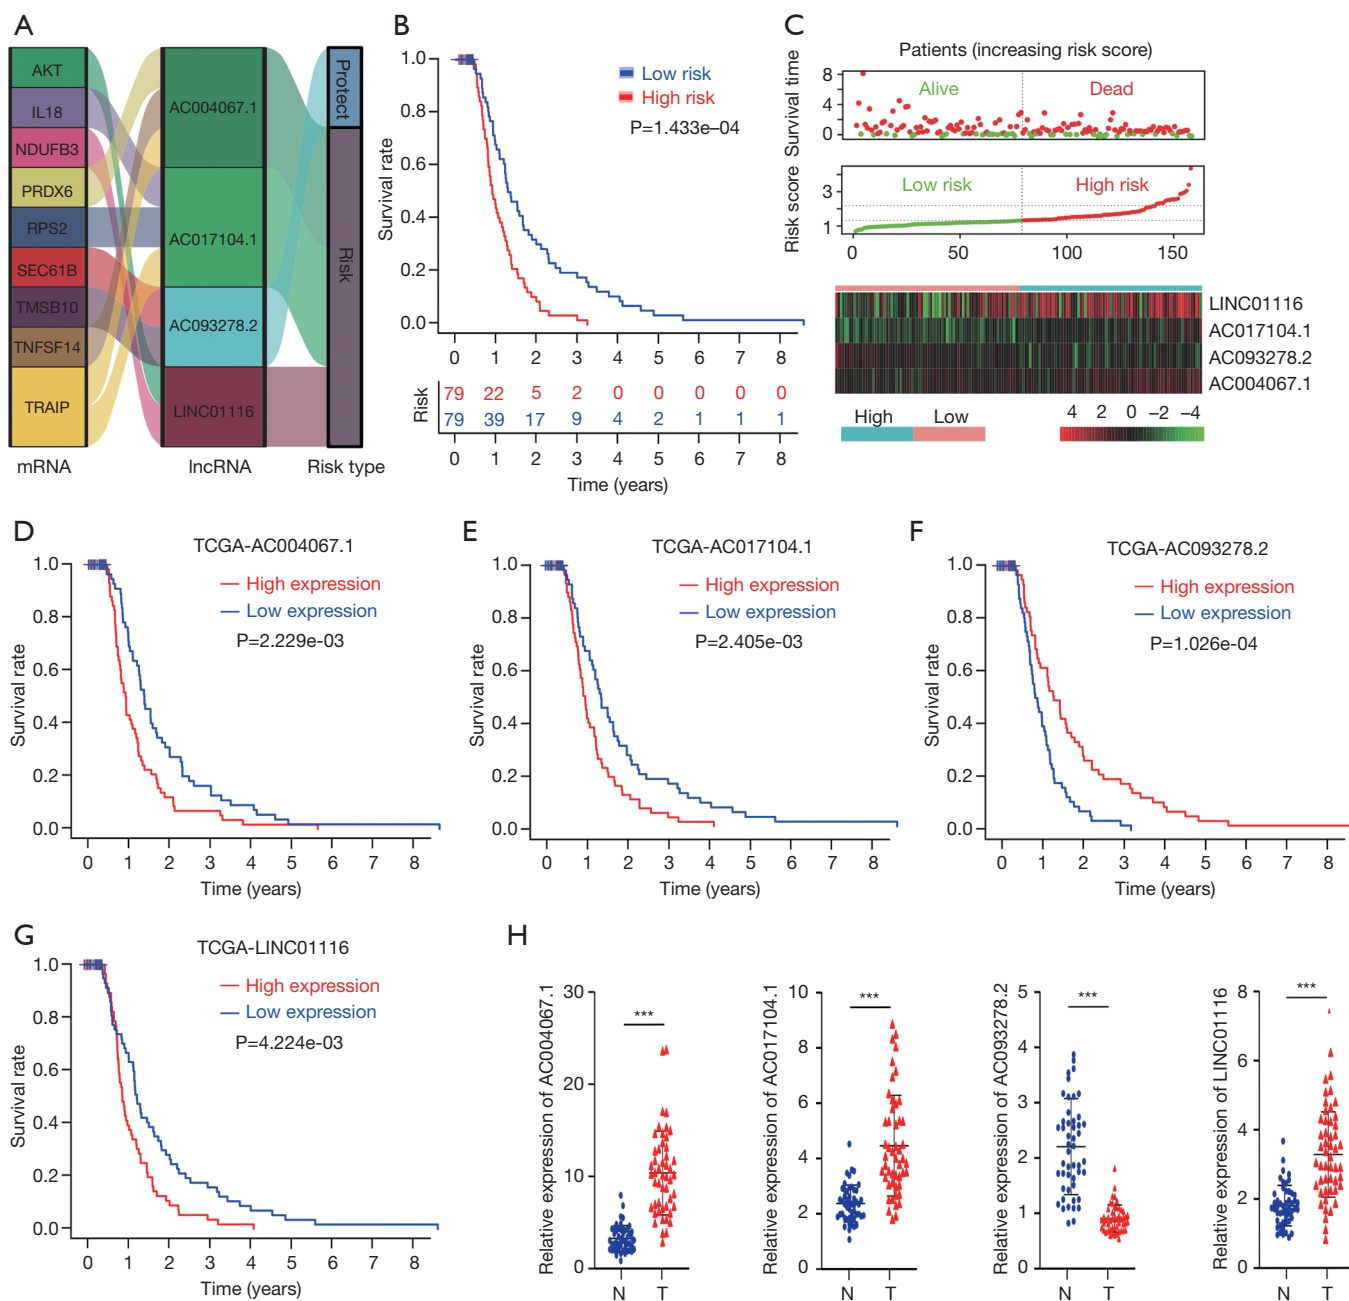 A
AKT
IL18
NDUFB3
PRDX6
RPS2
SEC61B
TMSB10
TNFSF14
TRAIP
AC004067.1
AC017104.1
AC093278.2
LINC01116
Protect
Risk
mRNA
lncRNA
Risk type
B
Survival rate
1.0
0.8
0.6
0.4
0.2
0.0
Low risk
High risk
P=1.433e–04
0 1 2 3 4 5 6 7 8
Risk
79 22 5 2 0 0 0 0 0
79 39 17 9 4 2 1 1 1
0 1 2 3 4 5 6 7 8
Time (years)
C
Patients (increasing risk score)
Survival time
8
4
0
Alive
Dead
Risk score
3
1
Low risk
High risk
0 50 100 150
LINC01116
AC017104.1
AC093278.2
AC004067.1
High Low
4 2 0 –2 –4
D
TCGA-AC004067.1
Survival rate
1.0
0.8
0.6
0.4
0.2
0.0
High expression
Low expression
P=2.229e-03
0 1 2 3 4 5 6 7 8
Time (years)
E
TCGA-AC017104.1
Survival rate
1.0
0.8
0.6
0.4
0.2
0.0
High expression
Low expression
P=2.405e-03
0 1 2 3 4 5 6 7 8
Time (years)
F
TCGA-AC093278.2
Survival rate
1.0
0.8
0.6
0.4
0.2
0.0
High expression
Low expression
P=1.026e-04
0 1 2 3 4 5 6 7 8
Time (years)
G
TCGA-LINC01116
Survival rate
1.0
0.8
0.6
0.4
0.2
0.0
High expression
Low expression
P=4.224e-03
0 1 2 3 4 5 6 7 8
Time (years)
H
Relative expression of AC004067.1
30
20
10
0
***
N T
Relative expression of AC017104.1
10
8
6
4
2
0
***
N T
Relative expression of AC093278.2
5
4
3
2
1
0
***
N T
Relative expression of LINC01116
8
6
4
2
0
***
N T